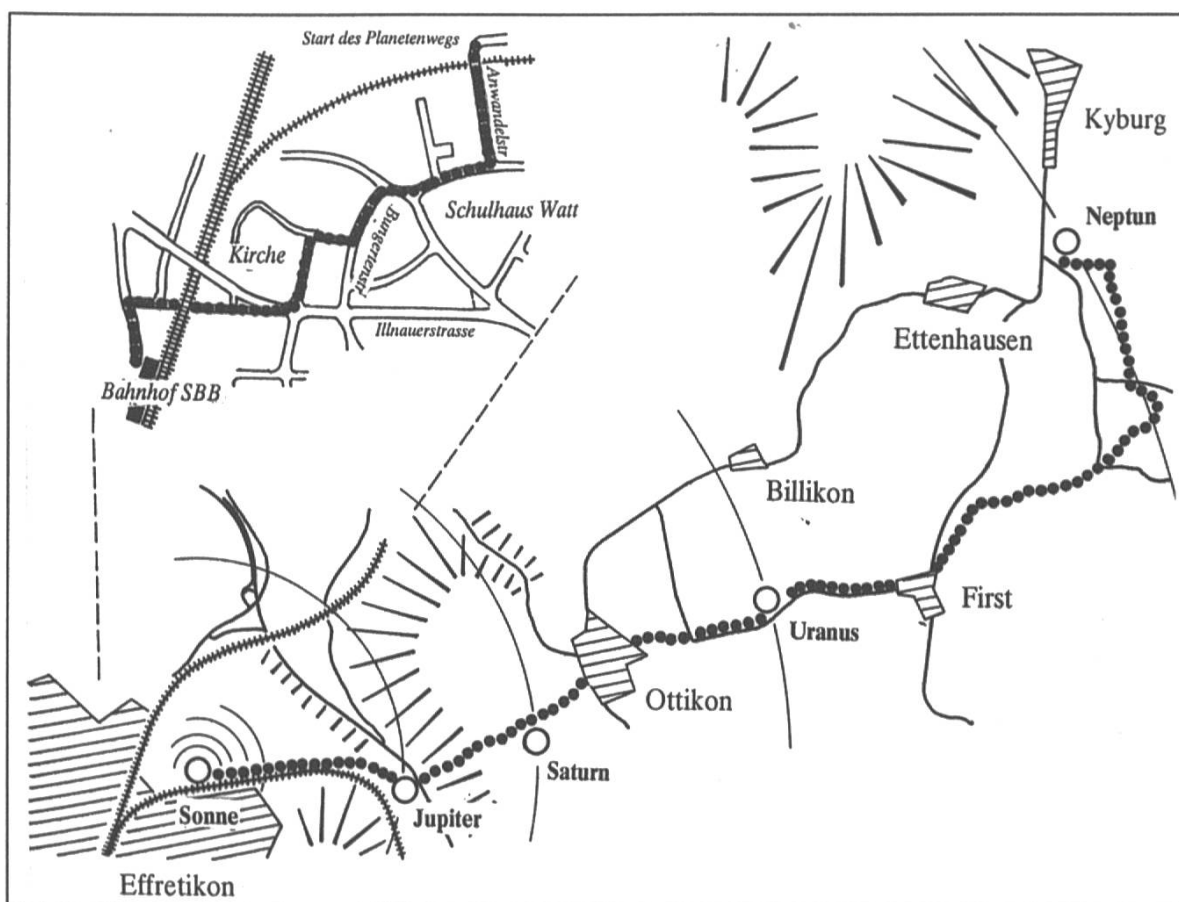 Start des Planetenwegs
Anwandelstr
Kyburg
Schulhaus Watt
Bungertenstr
Kirche
Neptun
Illnauerstrasse
Ettenhausen
Bahnhof SBB
Billikon
First
Uranus
Ottikon
Saturn
Sonne
Jupiter
Effretikon